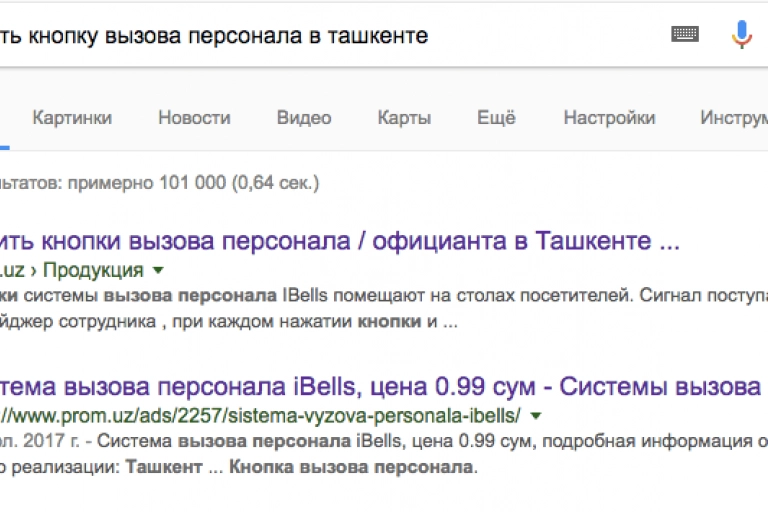 ть кнопку вызова персонала в ташкенте
Картинки Новости Видео Карты Ещё Настройки Инструм
льтатов: примерно 101 000 (0,64 сек.)
ить кнопки вызова персонала / официанта в Ташкенте ...
.uz › Продукция
ки системы вызова персонала IBells помещают на столах посетителей. Сигнал поступа
йджер сотрудника , при каждом нажатии кнопки и ...
тема вызова персонала iBells, цена 0.99 сум - Системы вызова
//www.prom.uz/ads/2257/sistema-vyzova-personala-ibells/
л. 2017 г. - Система вызова персонала iBells, цена 0.99 сум, подробная информация о
о реализации: Ташкент ... Кнопка вызова персонала.